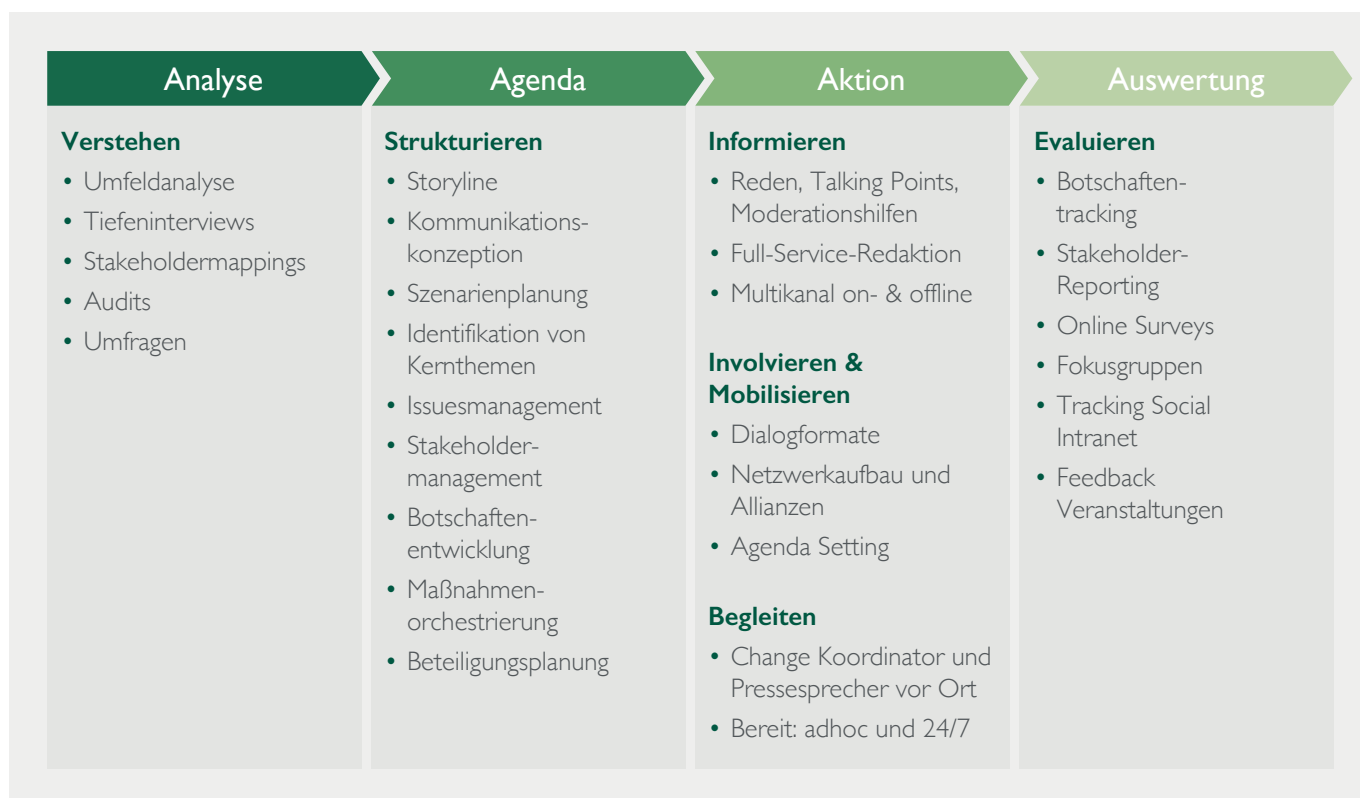 Analyse
Agenda
Aktion
Auswertung
Verstehen
• Umfeldanalyse
• Tiefeninterviews
• Stakeholdermappings
• Audits
• Umfragen
Strukturieren
• Storyline
• Kommunikations-
konzeption
• Szenarienplanung
• Identifikation von
Kernthemen
• Issuesmanagement
• Stakeholder-
management
• Botschaften-
entwicklung
• Maßnahmen-
orchestrierung
• Beteiligungsplanung
Informieren
• Reden, Talking Points,
Moderationshilfen
• Full-Service-Redaktion
• Multikanal on- & offline
Involvieren &
Mobilisieren
• Dialogformate
• Netzwerkaufbau und
Allianzen
• Agenda Setting
Begleiten
• Change Koordinator und
Pressesprecher vor Ort
• Bereit: adhoc und 24/7
Evaluieren
• Botschaften-
tracking
• Stakeholder-
Reporting
• Online Surveys
• Fokusgruppen
• Tracking Social
Intranet
• Feedback
Veranstaltungen